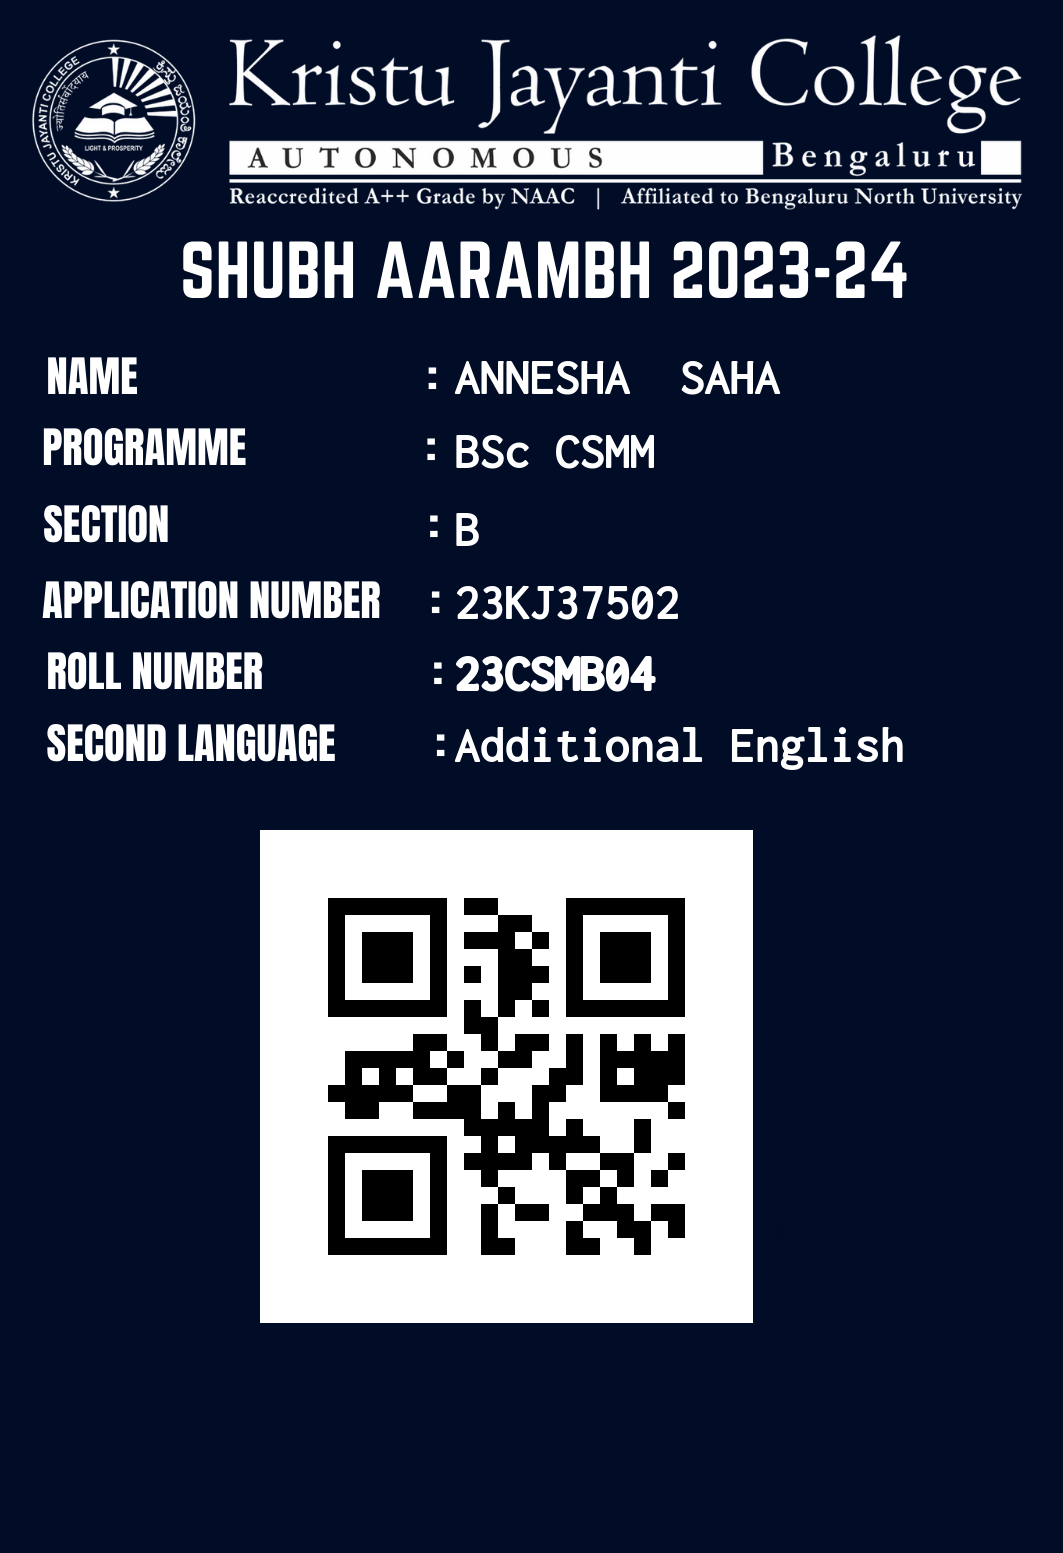 Kristu Jayanti College
AUTONOMOUS Bengaluru
Reaccredited A++ Grade by NAAC | Affiliated to Bengaluru North University
KRISTU JAYANTI COLLEGE
LIGHT & PROSPERITY
SHUBH AARAMBH 2023-24
NAME : ANNESHA SAHA
PROGRAMME : BSc CSMM
SECTION : B
APPLICATION NUMBER : 23KJ37502
ROLL NUMBER : 23CSMB04
SECOND LANGUAGE : Additional English